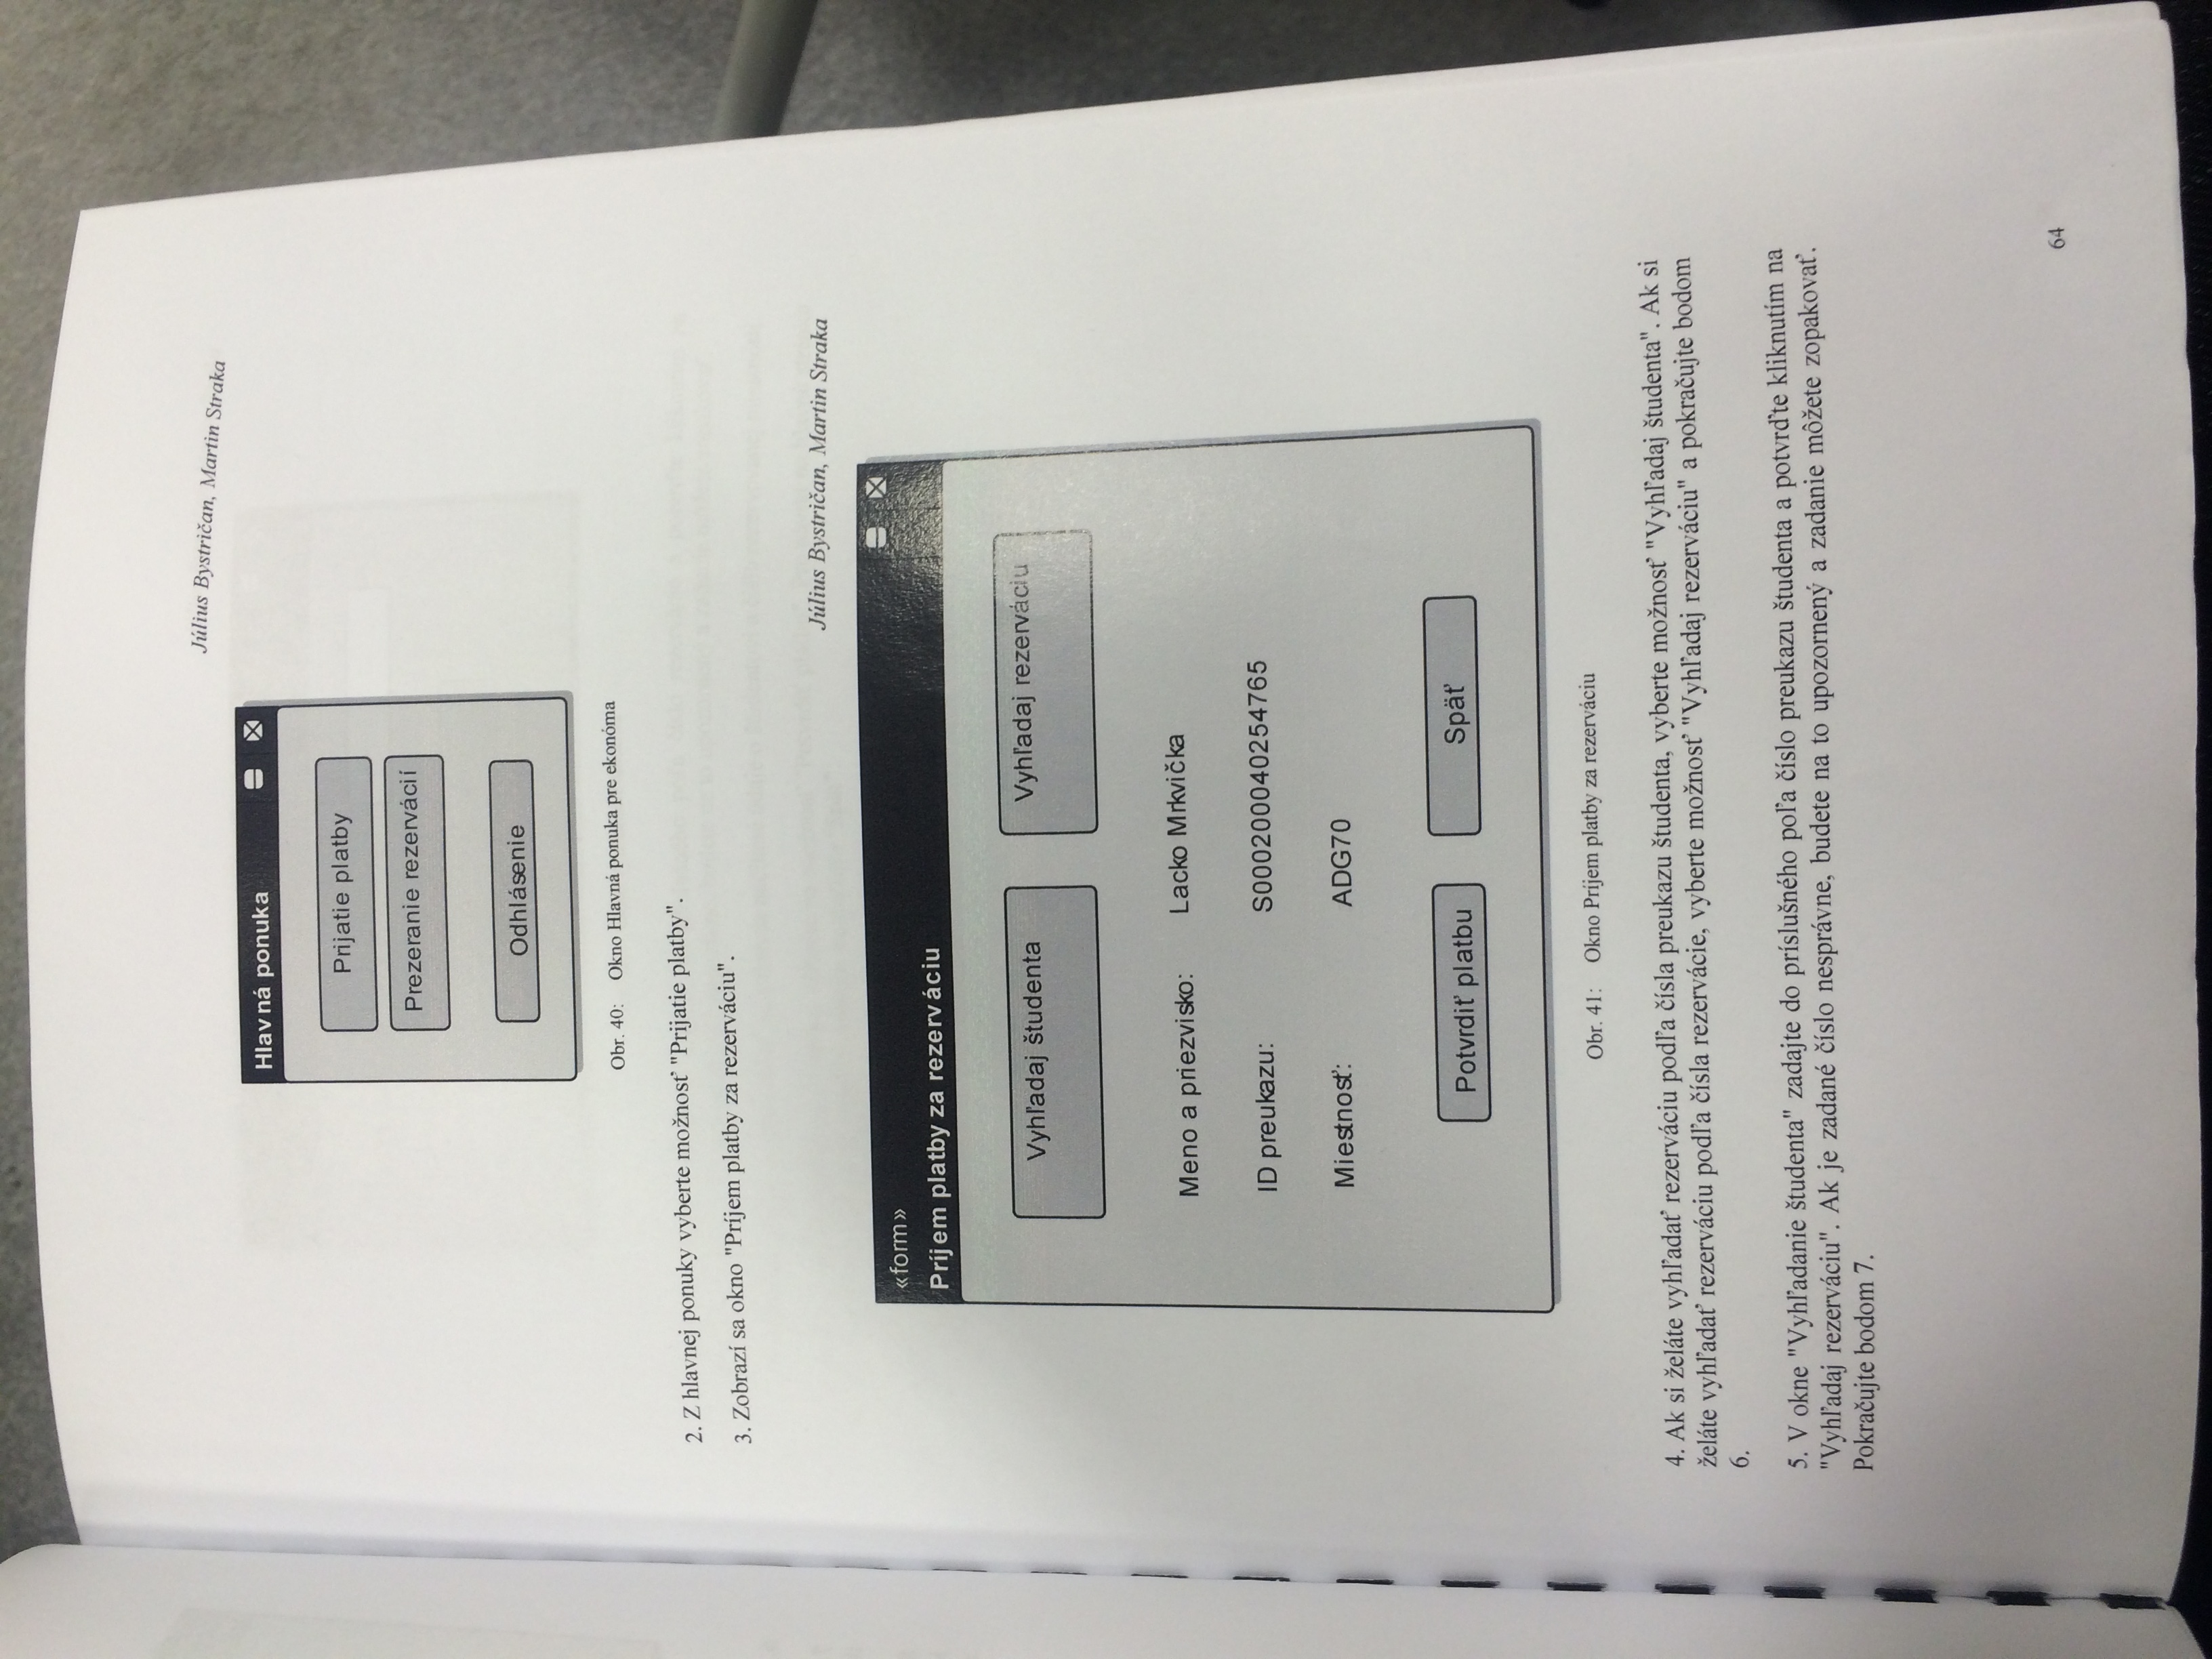 Július Bystričan, Martin Straka
Hlavná ponuka
Prijatie platby
Prezeranie rezervácií
Odhlásenie
Obr. 40: Okno Hlavná ponuka pre ekonóma
2. Z hlavnej ponuky vyberte možnosť "Prijatie platby".
3. Zobrazí sa okno "Príjem platby za rezerváciu".
Július Bystričan, Martin Straka
«form»
Príjem platby za rezerváciu
Vyhľadaj študenta Vyhľadaj rezerváciu
Meno a priezvisko: Lacko Mrkvička
ID preukazu: S000200040254765
Miestnosť: ADG70
Potvrdiť platbu Späť
Obr. 41: Okno Príjem platby za rezerváciu
4. Ak si želáte vyhľadať rezerváciu podľa čísla preukazu študenta, vyberte možnosť "Vyhľadaj študenta". Ak si
želáte vyhľadať rezerváciu podľa čísla rezervácie, vyberte možnosť "Vyhľadaj rezerváciu" a pokračujte bodom
6.
5. V okne "Vyhľadanie študenta" zadajte do príslušného poľa číslo preukazu študenta a potvrďte kliknutím na
"Vyhľadaj rezerváciu". Ak je zadané číslo nesprávne, budete na to upozornený a zadanie môžete zopakovať.
Pokračujte bodom 7.
64